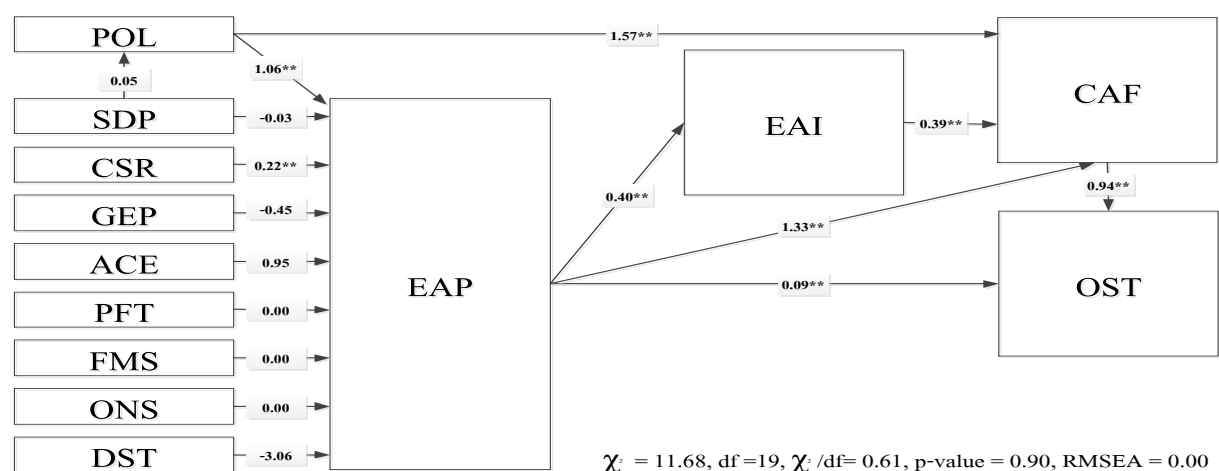 POL
1.57**
1.06**
0.05
SDP
-0.03
CSR
0.22**
GEP
-0.45
ACE
0.95
PFT
0.00
FMS
0.00
ONS
0.00
DST
-3.06
EAP
EAI
0.40**
0.39**
CAF
1.33**
0.94**
0.09**
OST
χ² = 11.68, df =19, χ² /df= 0.61, p-value = 0.90, RMSEA = 0.00